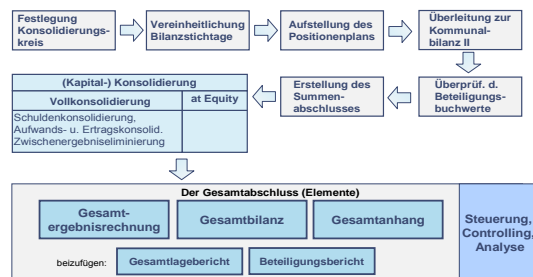 Festlegung
Konsolidierungs-
kreis
Vereinheitlichung
Bilanzstichtage
Aufstellung des
Positionenplans
Überleitung zur
Kommunal-
bilanz II
Überprüf. d.
Beteiligungs-
buchwerte
Erstellung des
Summen-
abschlusses
(Kapital-) Konsolidierung
Vollkonsolidierung
at Equity
Schuldenkonsolidierung,
Aufwands- u. Ertragskonsolid.
Zwischenergebniseliminierung
Der Gesamtabschluss (Elemente)
Gesamt-
ergebnisrechnung
Gesamtbilanz
Gesamtanhang
beizufügen:
Gesamtlagebericht
Beteiligungsbericht
Steuerung,
Controlling,
Analyse